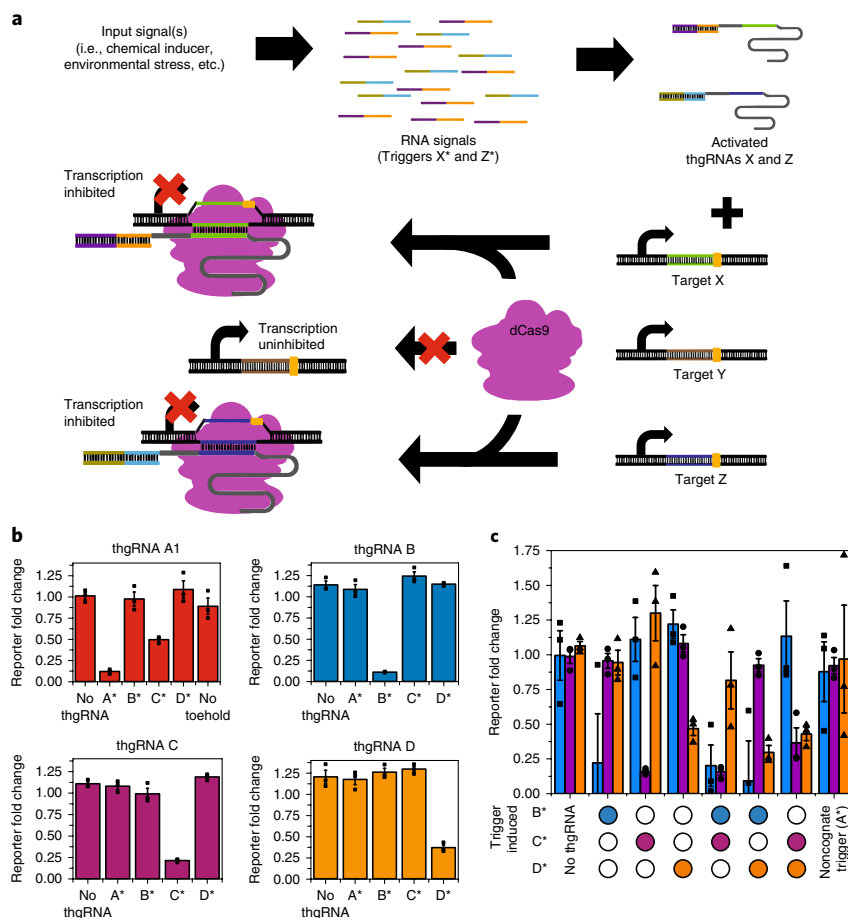 a
Input signal(s)
(i.e., chemical inducer,
environmental stress, etc.)
RNA signals
(Triggers X* and Z*)
Activated
thgRNAs X and Z
Transcription
inhibited
Target X
dCas9
Transcription
uninhibited
Target Y
Transcription
inhibited
Target Z
b
thgRNA A1
Reporter fold change
1.25
1.00
0.75
0.50
0.25
0.00
No
thgRNA
A*
B*
C*
D*
No
toehold
thgRNA B
Reporter fold change
1.25
1.00
0.75
0.50
0.25
0.00
No
thgRNA
A*
B*
C*
D*
thgRNA C
Reporter fold change
1.25
1.00
0.75
0.50
0.25
0.00
No
thgRNA
A*
B*
C*
D*
thgRNA D
Reporter fold change
1.25
1.00
0.75
0.50
0.25
0.00
No
thgRNA
A*
B*
C*
D*
c
Reporter fold change
1.75
1.50
1.25
1.00
0.75
0.50
0.25
0.00
Trigger
induced
B*
C*
D*
No thgRNA
Noncognate
trigger (A*)